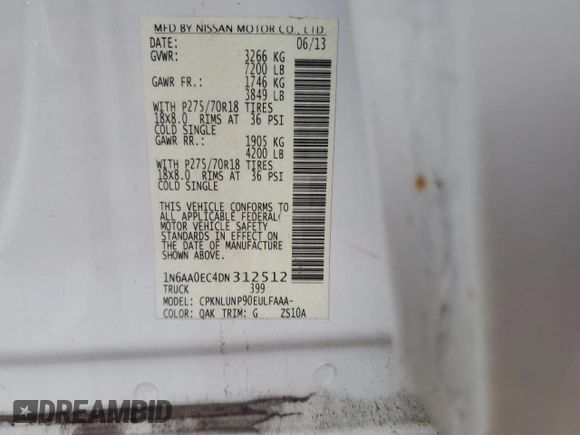 MFD BY NISSAN MOTOR CO., LTD.
DATE: 06/13
GVWR: 3266 KG
7200 LB
GAWR FR.: 1746 KG
3849 LB
WITH P275/70R18 TIRES
18X8.0 RIMS AT 36 PSI
COLD SINGLE
GAWR RR.: 1905 KG
4200 LB
WITH P275/70R18 TIRES
18X8.0 RIMS AT 36 PSI
COLD SINGLE
THIS VEHICLE CONFORMS TO
ALL APPLICABLE FEDERAL
MOTOR VEHICLE SAFETY
STANDARDS IN EFFECT ON
THE DATE OF MANUFACTURE
SHOWN ABOVE.
1N6AA0EC4DN312512
TRUCK 399
MODEL: CPKNLUNP90EULFAAA-
COLOR: QAK TRIM: G ZS10A
DREAMBID